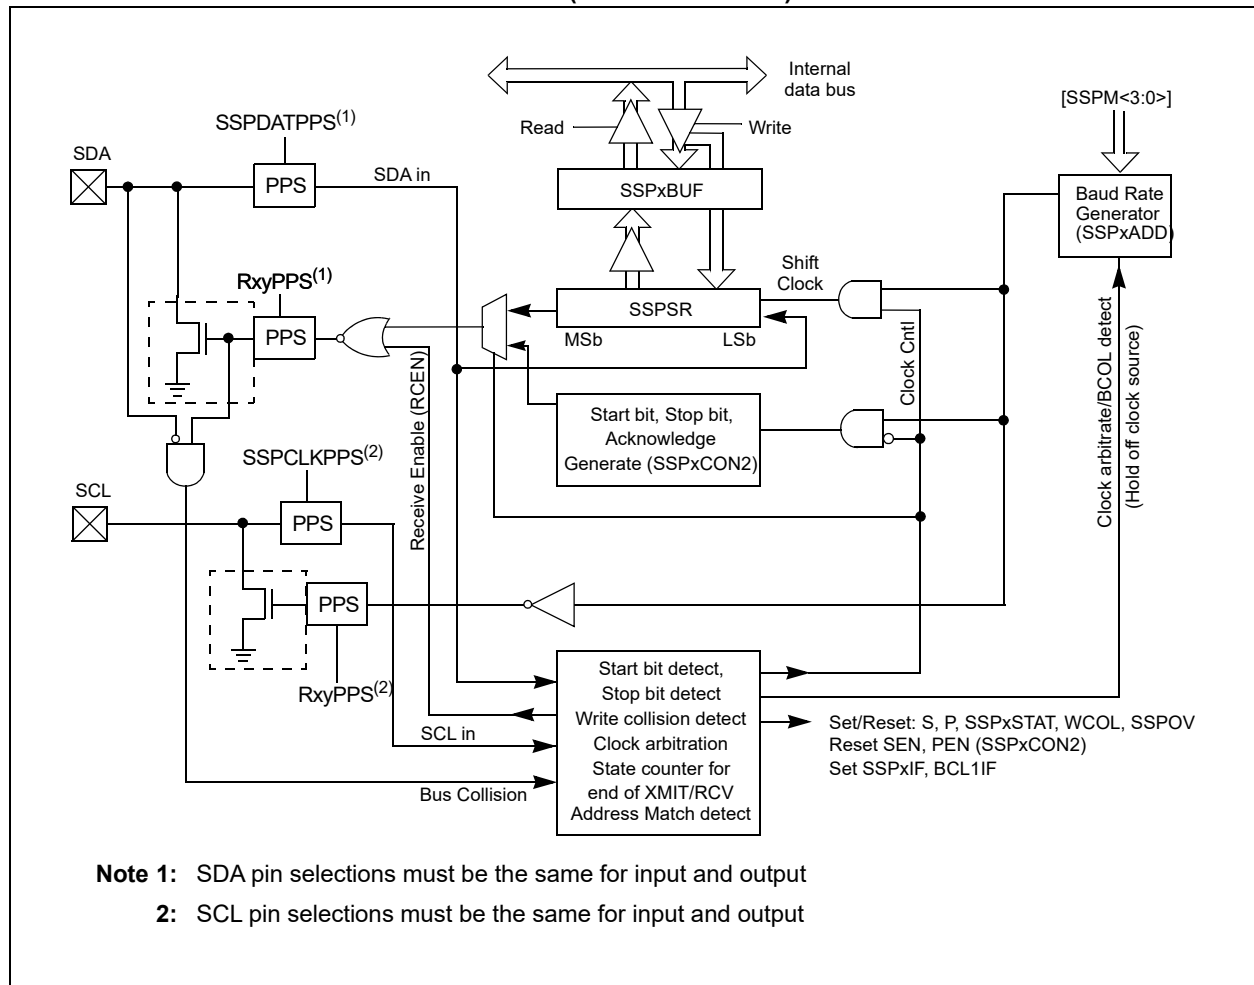 Internal
data bus
[SSPM<3:0>]
SSPDATPPS(1)
Read
Write
SDA
PPS
SDA in
SSPxBUF
Baud Rate
Generator
(SSPxADD)
RxyPPS(1)
Shift
Clock
PPS
SSPSR
MSb
LSb
Clock Cntl
Receive Enable (RCEN)
Clock arbitrate/BCOL detect
(Hold off clock source)
Start bit, Stop bit,
Acknowledge
Generate (SSPxCON2)
SSPCLKPPS(2)
SCL
PPS
PPS
RxyPPS(2)
SCL in
Bus Collision
Start bit detect,
Stop bit detect
Write collision detect
Clock arbitration
State counter for
end of XMIT/RCV
Address Match detect
Set/Reset: S, P, SSPxSTAT, WCOL, SSPOV
Reset SEN, PEN (SSPxCON2)
Set SSPxIF, BCL1IF
Note 1: SDA pin selections must be the same for input and output
2: SCL pin selections must be the same for input and output